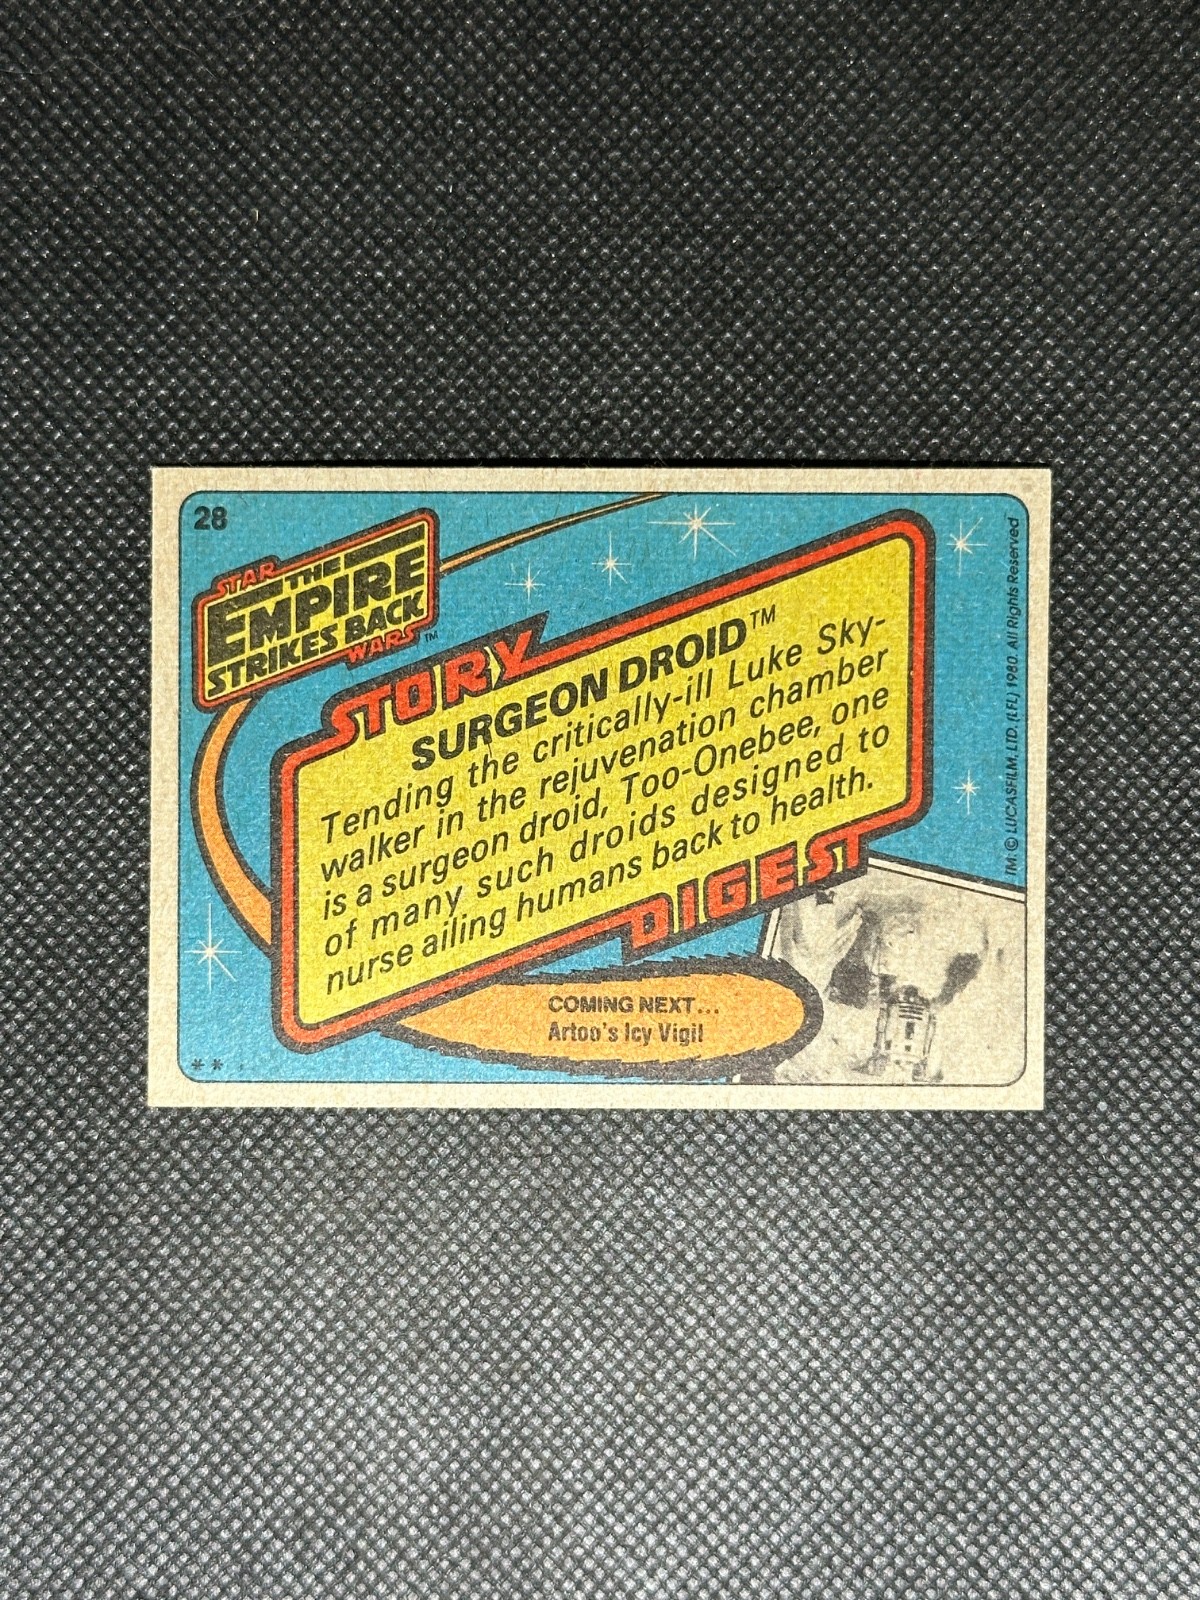 28
STAR
THE
EMPIRE
STRIKES BACK
WARS™
STORY
SURGEON DROID™
Tending the critically-ill Luke Sky-
walker in the rejuvenation chamber
is a surgeon droid, Too-Onebee, one
of many such droids designed to
nurse ailing humans back to health.
DIGEST
COMING NEXT...
Artoo's Icy Vigil
**
TM: © LUCASFILM, LTD. (LFL) 1980. All Rights Reserved